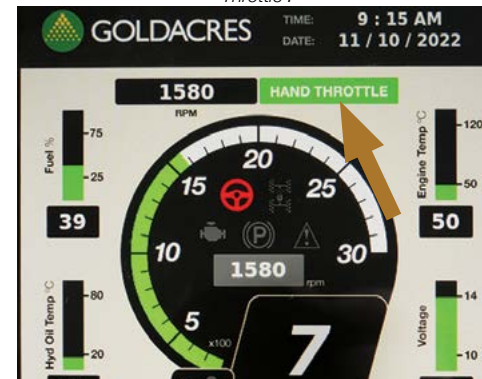 Throttle .
GOLDACRES
TIME: 9 : 15 AM
DATE: 11 / 10 / 2022
1580
RPM
HAND THROTTLE
Fuel %
75
25
39
Engine Temp °C
120
50
50
5
10
15
20
25
30
x100
P
1580
rpm
7
Hyd Oil Temp °C
80
20
Voltage
14
10